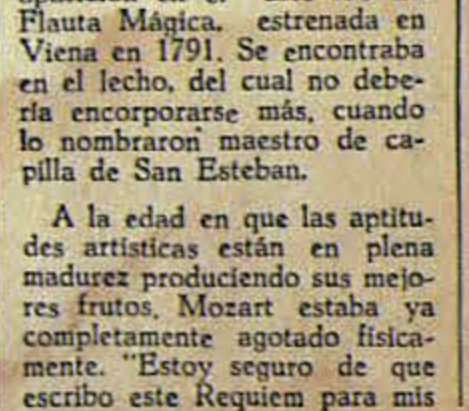 Flauta Mágica, estrenada en
Viena en 1791. Se encontraba
en el lecho, del cual no debe-
ría encorporarse más, cuando
lo nombraron maestro de ca-
pilla de San Esteban.
A la edad en que las aptitu-
des artísticas están en plena
madurez produciendo sus mejo-
res frutos, Mozart estaba ya
completamente agotado física-
mente. "Estoy seguro de que
escribo este Requiem para mis